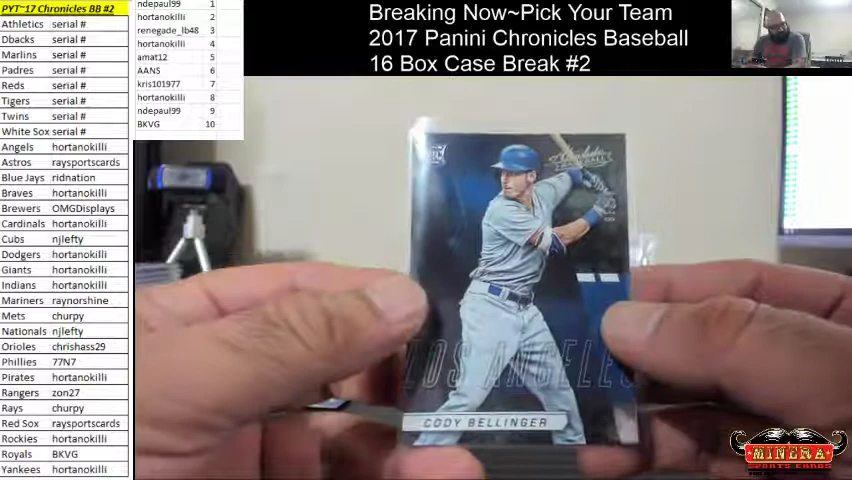 PYT~17 Chronicles BB #2
Athletics serial #
Dbacks serial #
Marlins serial #
Padres serial #
Reds serial #
Tigers serial #
Twins serial #
White Sox serial #
Angels hortanokilli
Astros raysportscards
Blue Jays ridnation
Braves hortanokilli
Brewers OMGDisplays
Cardinals hortanokilli
Cubs njlefty
Dodgers hortanokilli
Giants hortanokilli
Indians hortanokilli
Mariners raynorshine
Mets churpy
Nationals njlefty
Orioles chrishass29
Phillies 77N7
Pirates hortanokilli
Rangers zon27
Rays churpy
Red Sox raysportscards
Rockies hortanokilli
Royals BKVG
Yankees hortanokilli
ndepaul99 1
hortanokilli 2
renegade_lb48 3
hortanokilli 4
amat12 5
AANS 6
kris101977 7
hortanokilli 8
ndepaul99 9
BKVG 10
Breaking Now~Pick Your Team
2017 Panini Chronicles Baseball
16 Box Case Break #2
Absolute
LOS ANGELES
CODY BELLINGER
MINERA
SPORTS CARDS